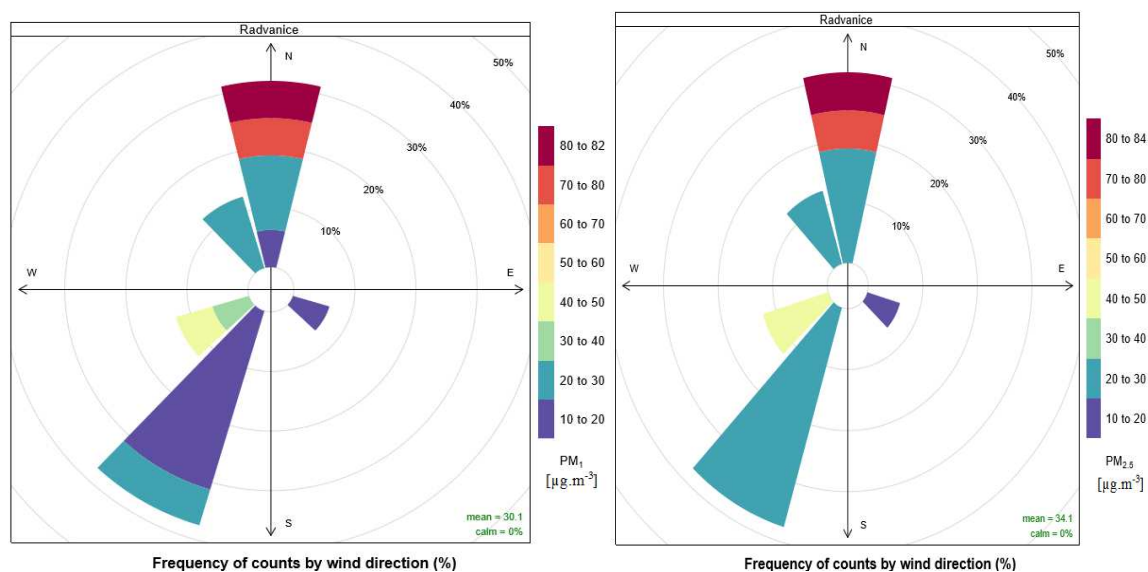 Radvanice
N
50%
40%
30%
20%
10%
W
E
S
80 to 82
70 to 80
60 to 70
50 to 60
40 to 50
30 to 40
20 to 30
10 to 20
PM₁
[µg.m⁻³]
mean = 30.1
calm = 0%
Frequency of counts by wind direction (%)
Radvanice
N
50%
40%
30%
20%
10%
W
E
S
80 to 84
70 to 80
60 to 70
50 to 60
40 to 50
30 to 40
20 to 30
10 to 20
PM₂.₅
[µg.m⁻³]
mean = 34.1
calm = 0%
Frequency of counts by wind direction (%)